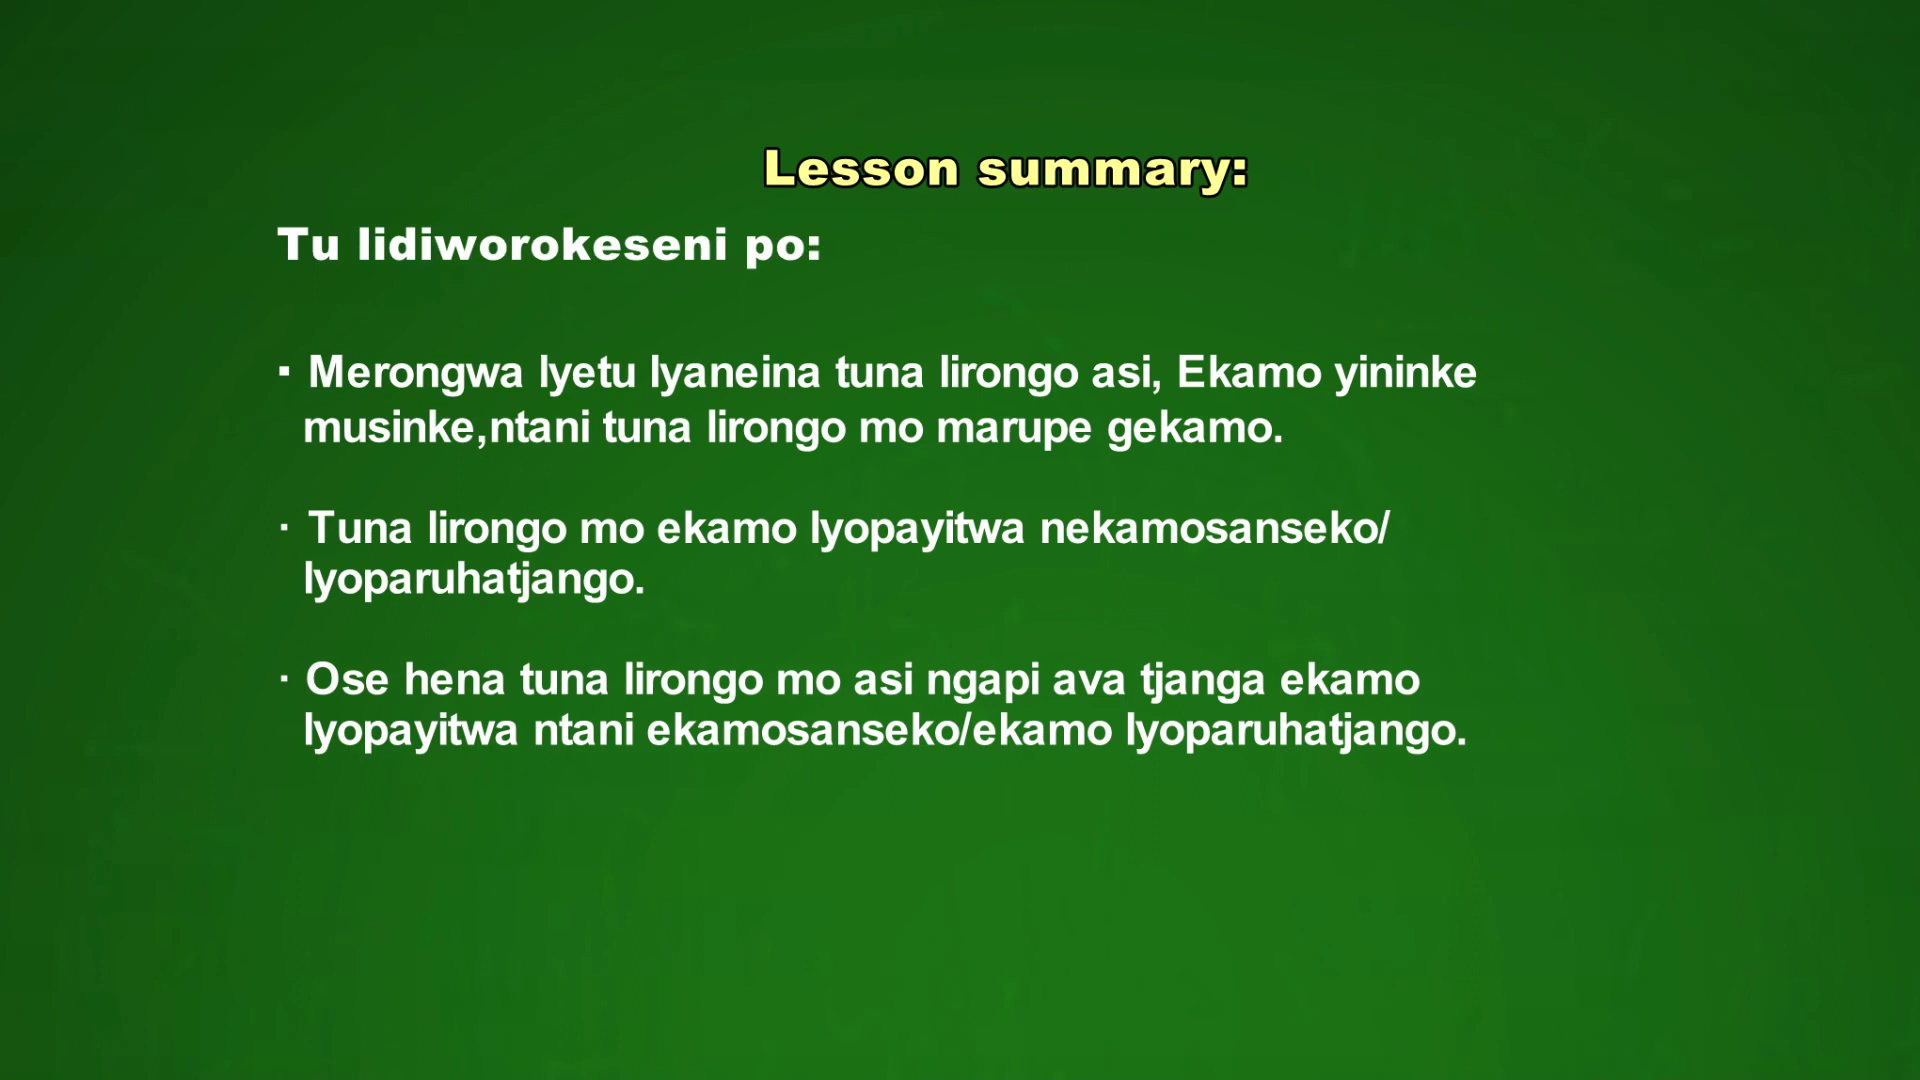 Lesson summary:
Tu lidiworokeseni po:
▪ Merongwa lyetu lyaneina tuna lirongo asi, Ekamo yininke
musinke,ntani tuna lirongo mo marupe gekamo.
· Tuna lirongo mo ekamo lyopayitwa nekamosanseko/
lyoparuhatjango.
· Ose hena tuna lirongo mo asi ngapi ava tjanga ekamo
lyopayitwa ntani ekamosanseko/ekamo lyoparuhatjango.